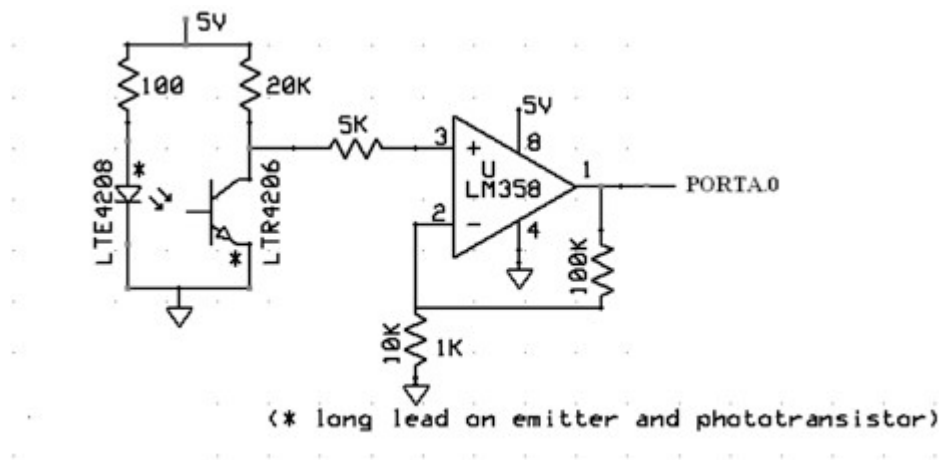 5V
100
20K
5K
5V
3
+
8
U
LM358
1
PORTA.0
2
-
4
*
LTE4208
*
LTR4206
100K
10K
1K
(* long lead on emitter and phototransistor)